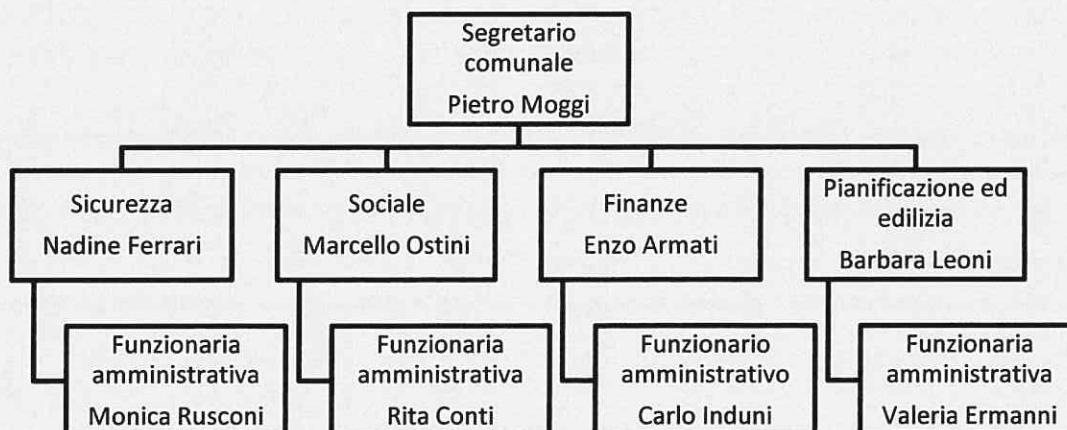 Segretario
comunale
Pietro Moggi
Sicurezza
Nadine Ferrari
Sociale
Marcello Ostini
Finanze
Enzo Armati
Pianificazione ed
edilizia
Barbara Leoni
Funzionaria
amministrativa
Monica Rusconi
Funzionaria
amministrativa
Rita Conti
Funzionario
amministrativo
Carlo Induni
Funzionaria
amministrativa
Valeria Ermanni